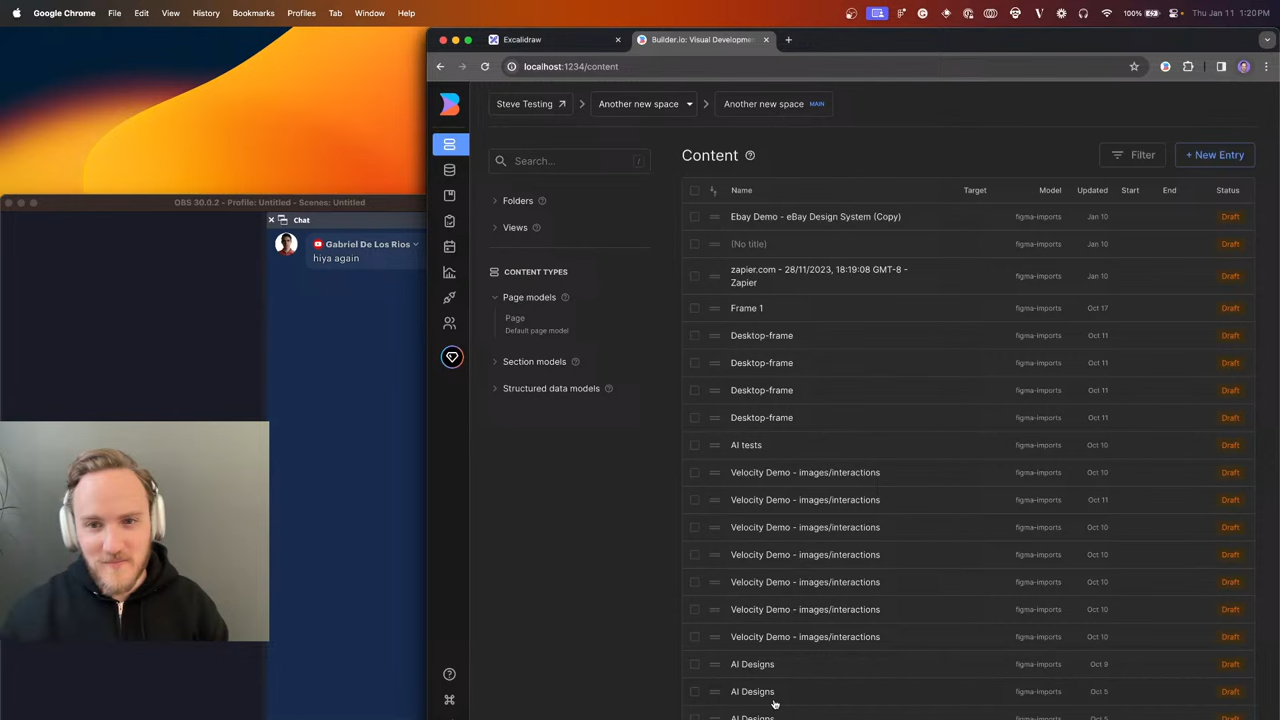 Google Chrome File Edit View History Bookmarks Profiles Tab Window Help
100% Thu Jan 11 1:20PM
Excalidraw
Builder.io: Visual Developme
localhost:1234/content
Steve Testing
Another new space
Another new space MAIN
Search... /
Folders
Views
CONTENT TYPES
Page models
Page
Default page model
Section models
Structured data models
Content
Filter
+ New Entry
Name Target Model Updated Start End Status
Ebay Demo - eBay Design System (Copy) figma-imports Jan 10 Draft
(No title) figma-imports Jan 10 Draft
zapier.com - 28/11/2023, 18:19:08 GMT-8 - figma-imports Jan 10 Draft
Zapier
Frame 1 figma-imports Oct 17 Draft
Desktop-frame figma-imports Oct 11 Draft
Desktop-frame figma-imports Oct 11 Draft
Desktop-frame figma-imports Oct 11 Draft
Desktop-frame figma-imports Oct 11 Draft
AI tests figma-imports Oct 10 Draft
Velocity Demo - images/interactions figma-imports Oct 10 Draft
Velocity Demo - images/interactions figma-imports Oct 11 Draft
Velocity Demo - images/interactions figma-imports Oct 10 Draft
Velocity Demo - images/interactions figma-imports Oct 10 Draft
Velocity Demo - images/interactions figma-imports Oct 10 Draft
Velocity Demo - images/interactions figma-imports Oct 10 Draft
Velocity Demo - images/interactions figma-imports Oct 10 Draft
AI Designs figma-imports Oct 9 Draft
AI Designs figma-imports Oct 5 Draft
AI Designs figma-imports Oct 5 Draft
OBS 30.0.2 - Profile: Untitled - Scenes: Untitled
Chat
Gabriel De Los Rios
hiya again